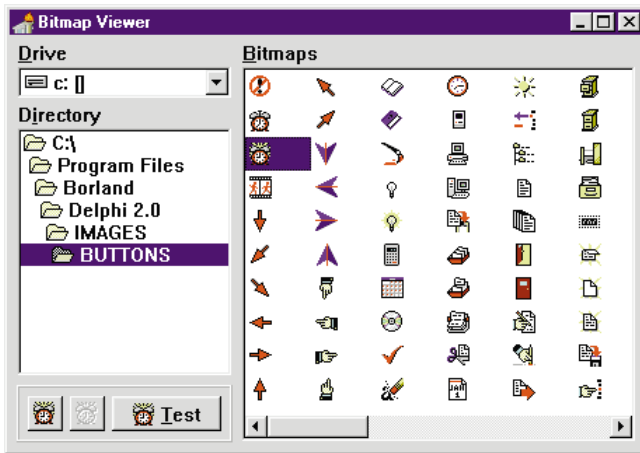 Bitmap Viewer
Drive
c: []
Directory
C:\
Program Files
Borland
Delphi 2.0
IMAGES
BUTTONS
Test
Bitmaps